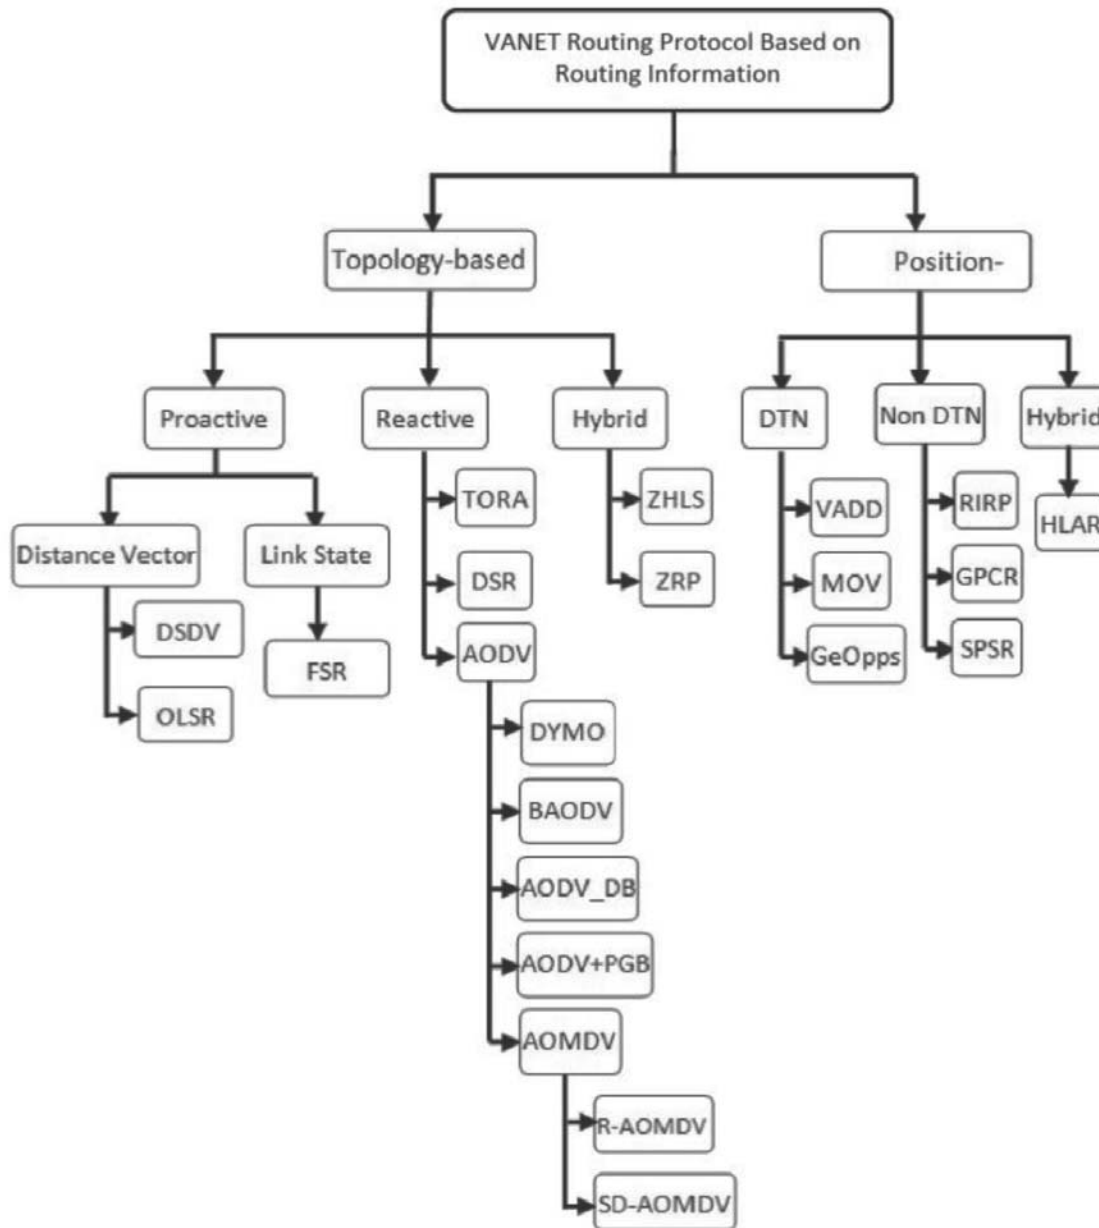 VANET Routing Protocol Based on
Routing Information
Topology-based
Position-
Proactive
Reactive
Hybrid
DTN
Non DTN
Hybrid
Distance Vector
Link State
TORA
ZHLS
VADD
RIRP
HLAR
DSR
ZRP
MOV
GPCR
DSDV
FSR
AODV
GeOpps
SPSR
OLSR
DYMO
BAODV
AODV_DB
AODV+PGB
AOMDV
R-AOMDV
SD-AOMDV